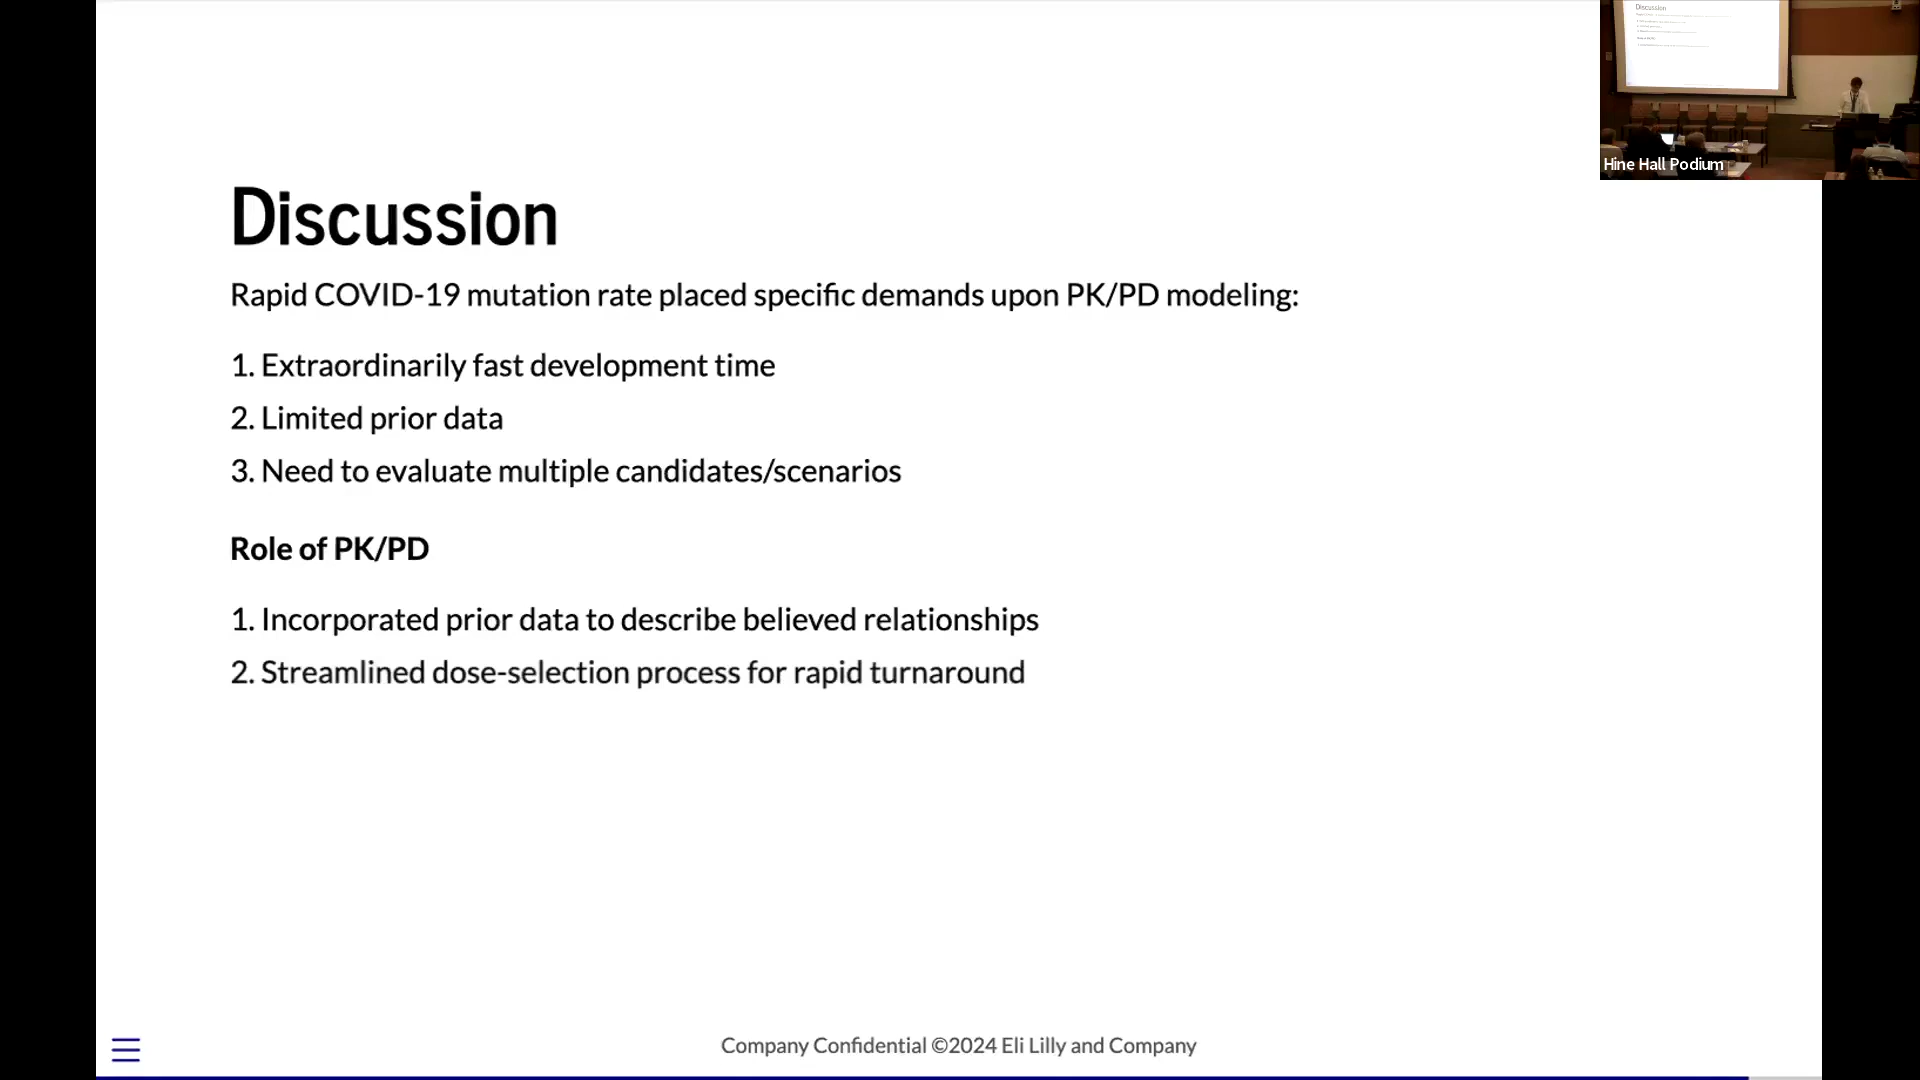 Discussion
Hine Hall Podium
Discussion
Rapid COVID-19 mutation rate placed specific demands upon PK/PD modeling:
1. Extraordinarily fast development time
2. Limited prior data
3. Need to evaluate multiple candidates/scenarios
Role of PK/PD
1. Incorporated prior data to describe believed relationships
2. Streamlined dose-selection process for rapid turnaround
Company Confidential ©2024 Eli Lilly and Company